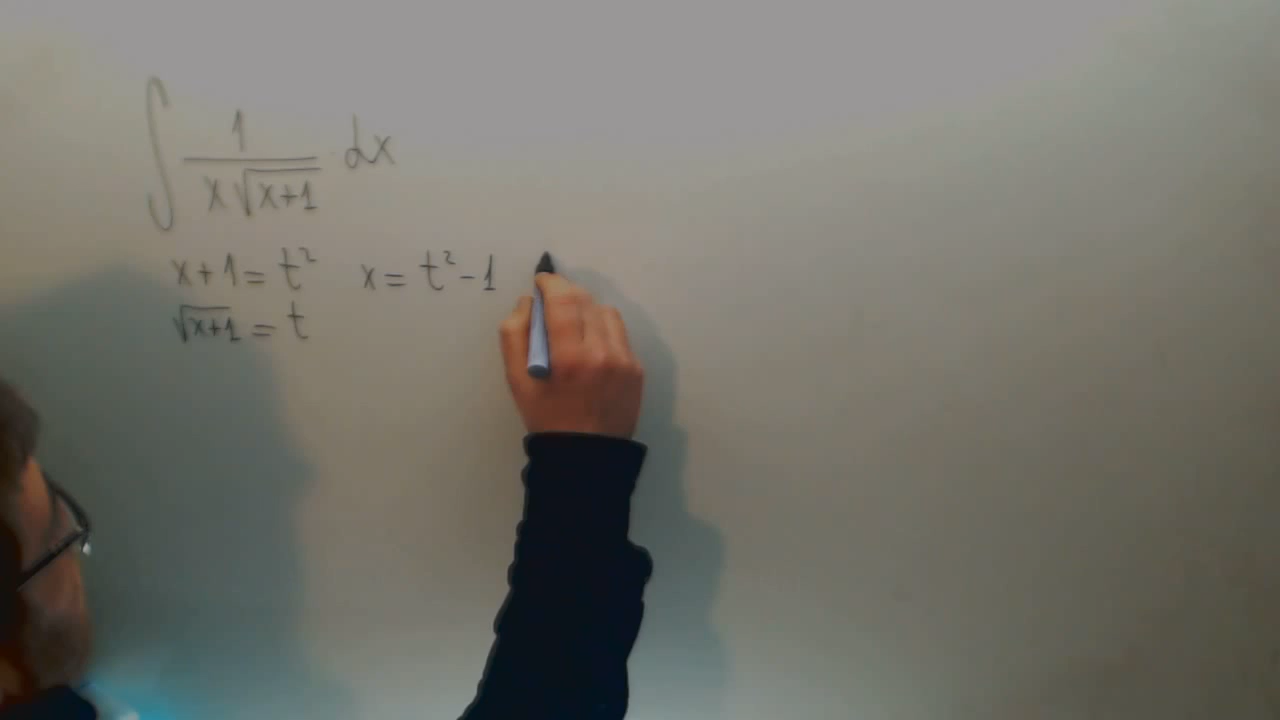 ∫ 1/(x√(x+1)) dx
x+1 = t² x = t²-1
√(x+1) = t